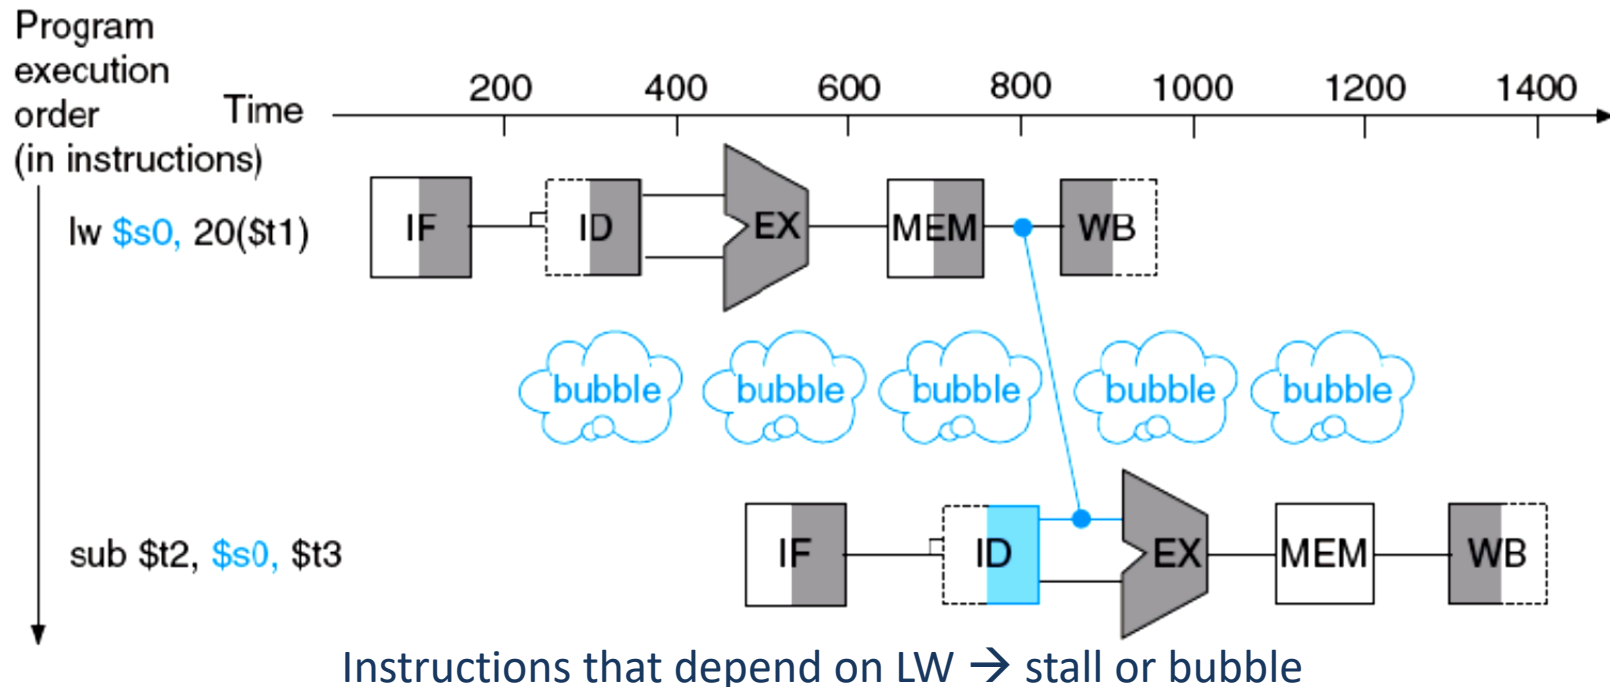 Program
execution
order
(in instructions)
Time
200 400 600 800 1000 1200 1400
lw $s0, 20($t1)
IF ID EX MEM WB
bubble bubble bubble bubble bubble
sub $t2, $s0, $t3
IF ID EX MEM WB
Instructions that depend on LW → stall or bubble